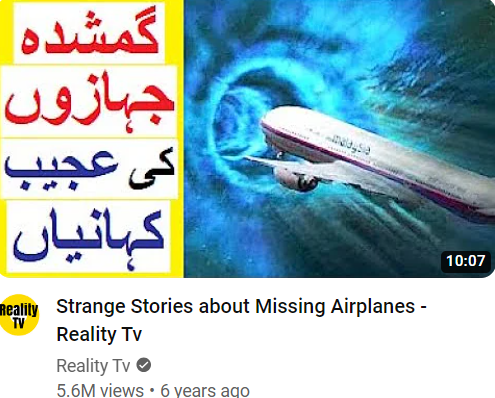 گمشدہ
جہازوں
کی عجیب
کہانیاں
malaysia
10:07
Reality
TV
Strange Stories about Missing Airplanes -
Reality Tv
Reality Tv
5.6M views • 6 years ago